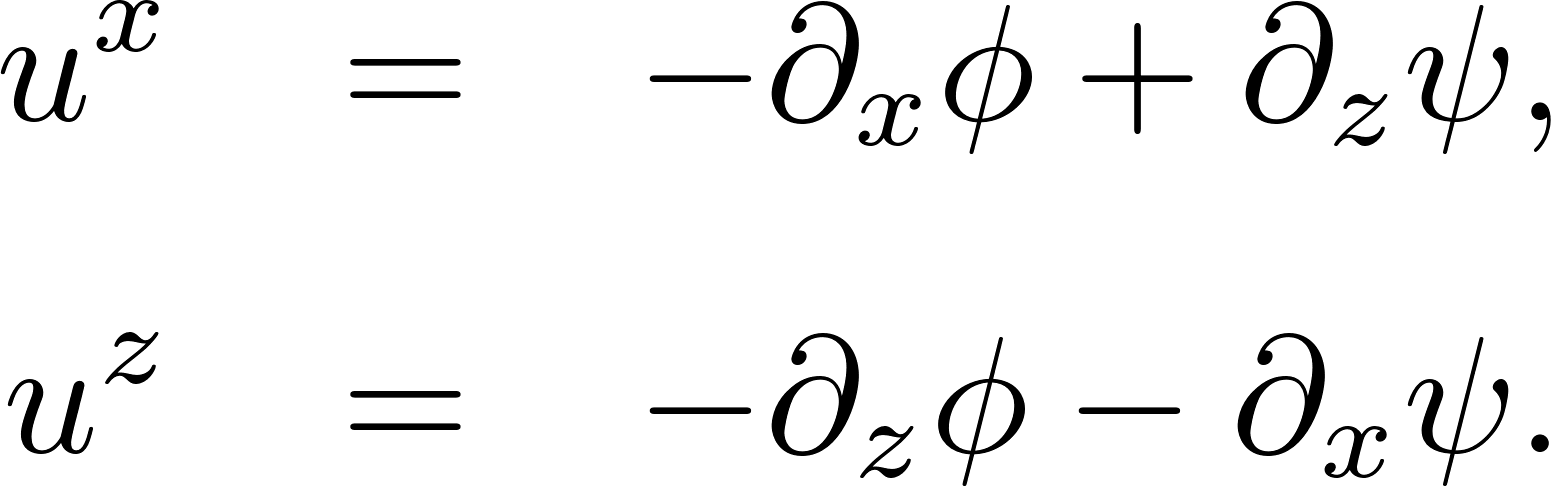 u^x = −∂_xϕ + ∂_zψ,
u^z = −∂_zϕ − ∂_xψ.